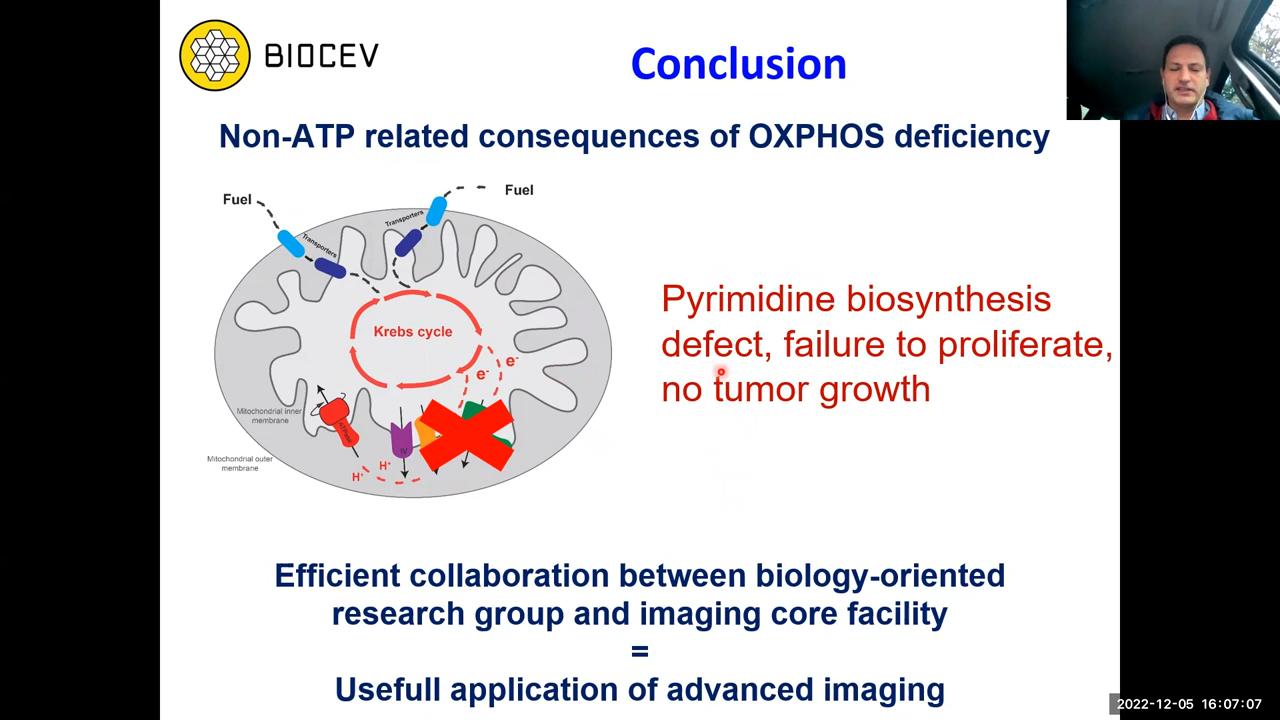 BIOCEV
Conclusion
Non-ATP related consequences of OXPHOS deficiency
Fuel
Fuel
Transporters
Transporters
Krebs cycle
e-
e-
Pyrimidine biosynthesis
defect, failure to proliferate,
no tumor growth
Mitochondrial inner
membrane
ATPase
IV
Mitochondrial outer
membrane
H+
H+
Efficient collaboration between biology-oriented
research group and imaging core facility
=
Usefull application of advanced imaging
2022-12-05 16:07:07